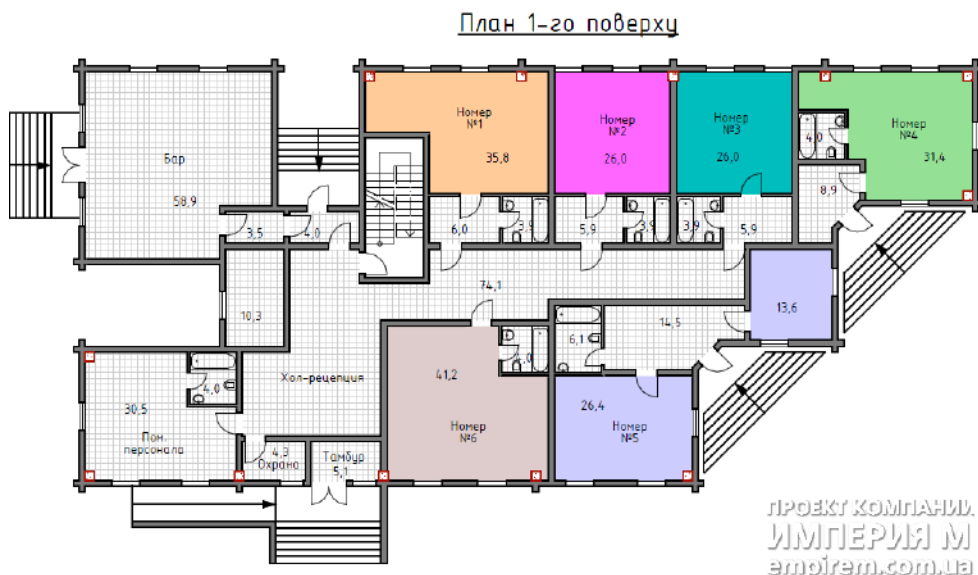 План 1-го поверху
Номер
№1
35,8
Номер
№2
26,0
Номер
№3
26,0
Номер
№4
31,4
4,0
8,9
Бар
58,9
3,5
4,0
6,0
3,9
5,9
3,9
3,9
5,9
74,1
10,3
13,6
14,5
6,1
Хол-рецепция
41,2
Номер
№6
4,0
26,4
Номер
№5
30,5
4,0
Пом.
персонала
4,3
Охрана
Тамбур
5,1
ПРОЕКТ КОМПАНИИ
ИМПЕРИЯ М
empirem.com.ua